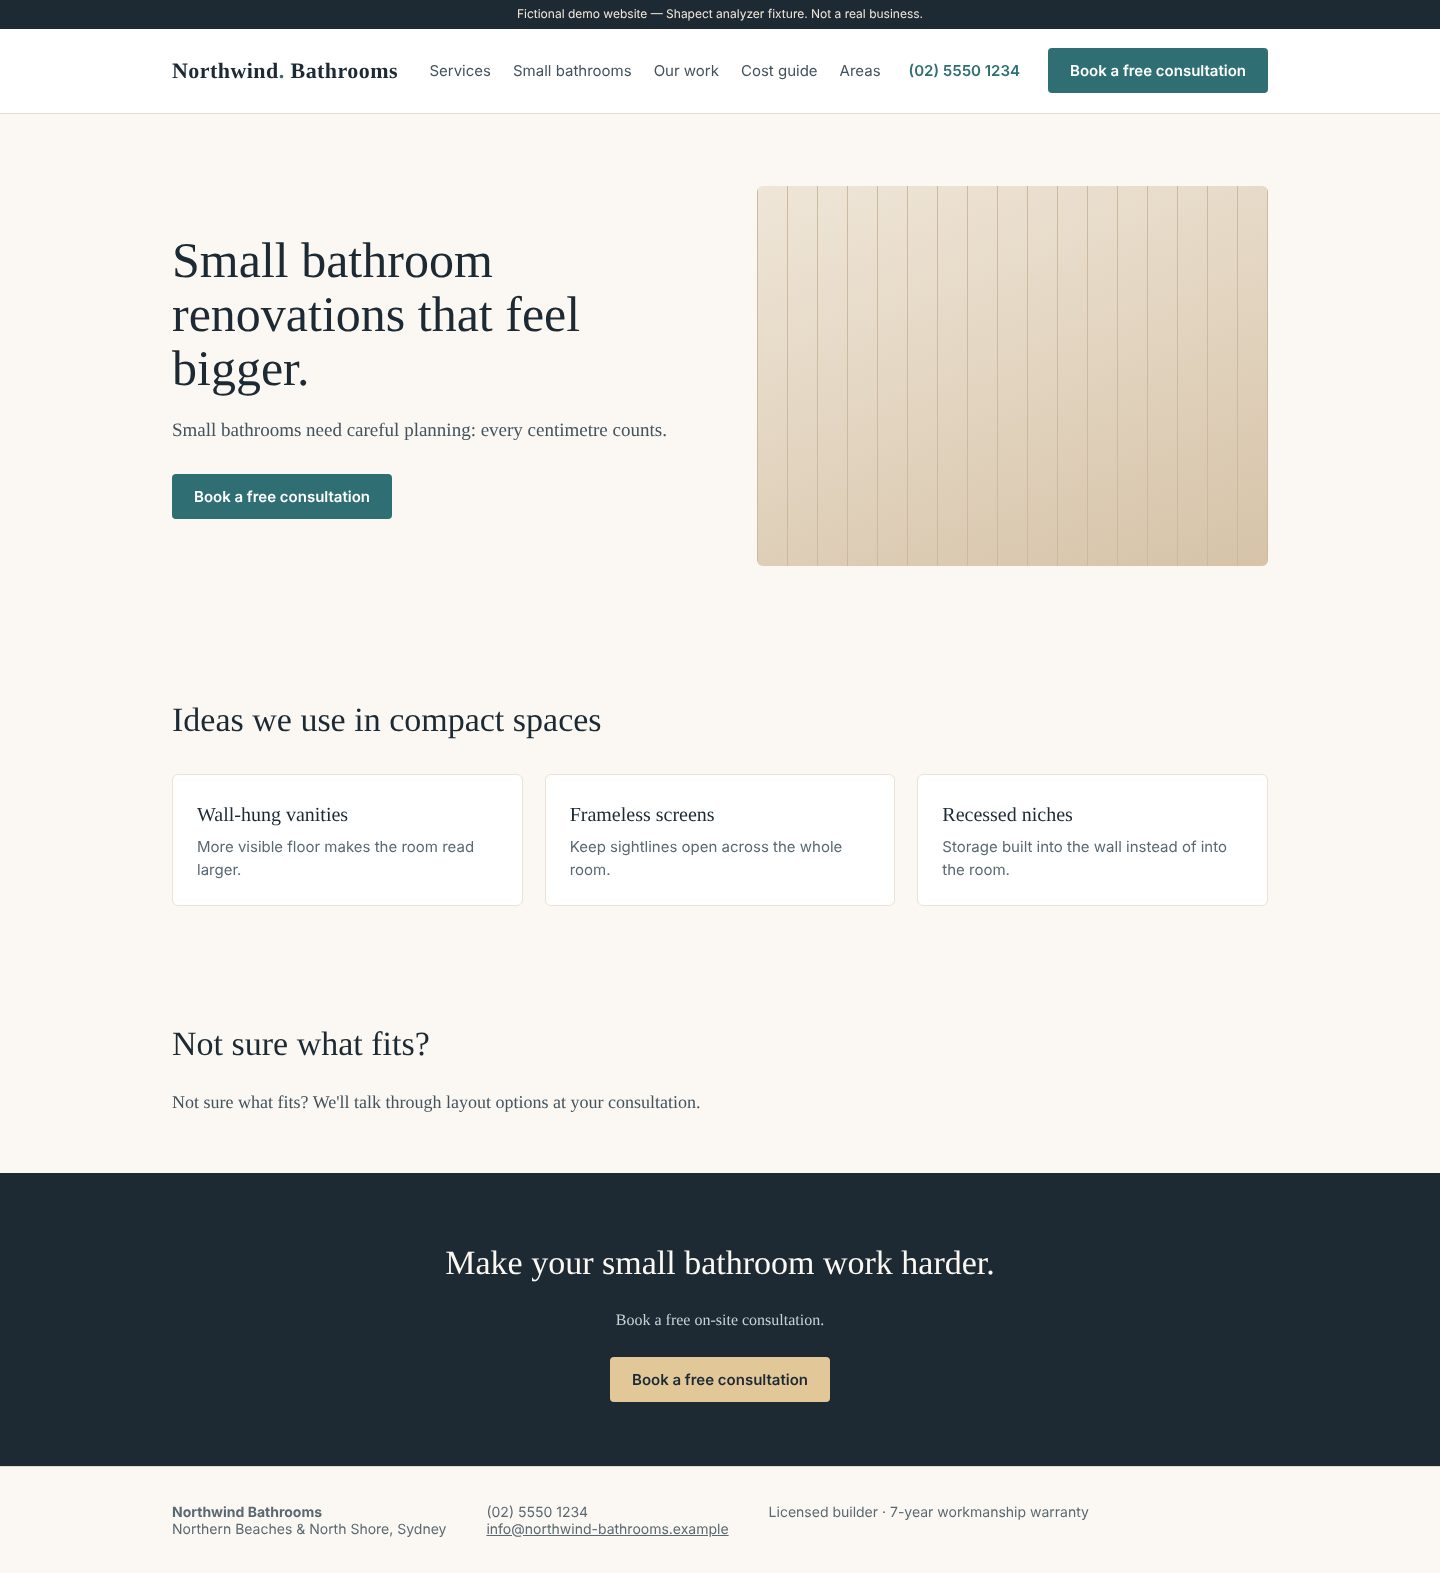 Fictional demo website — Shapect analyzer fixture. Not a real business.
Northwind. Bathrooms
Services
Small bathrooms
Our work
Cost guide
Areas
(02) 5550 1234
Book a free consultation
Small bathroom
renovations that feel
bigger.
Small bathrooms need careful planning: every centimetre counts.
Book a free consultation
Ideas we use in compact spaces
Wall-hung vanities
More visible floor makes the room read
larger.
Frameless screens
Keep sightlines open across the whole
room.
Recessed niches
Storage built into the wall instead of into
the room.
Not sure what fits?
Not sure what fits? We'll talk through layout options at your consultation.
Make your small bathroom work harder.
Book a free on-site consultation.
Book a free consultation
Northwind Bathrooms
Northern Beaches & North Shore, Sydney
(02) 5550 1234
info@northwind-bathrooms.example
Licensed builder · 7-year workmanship warranty